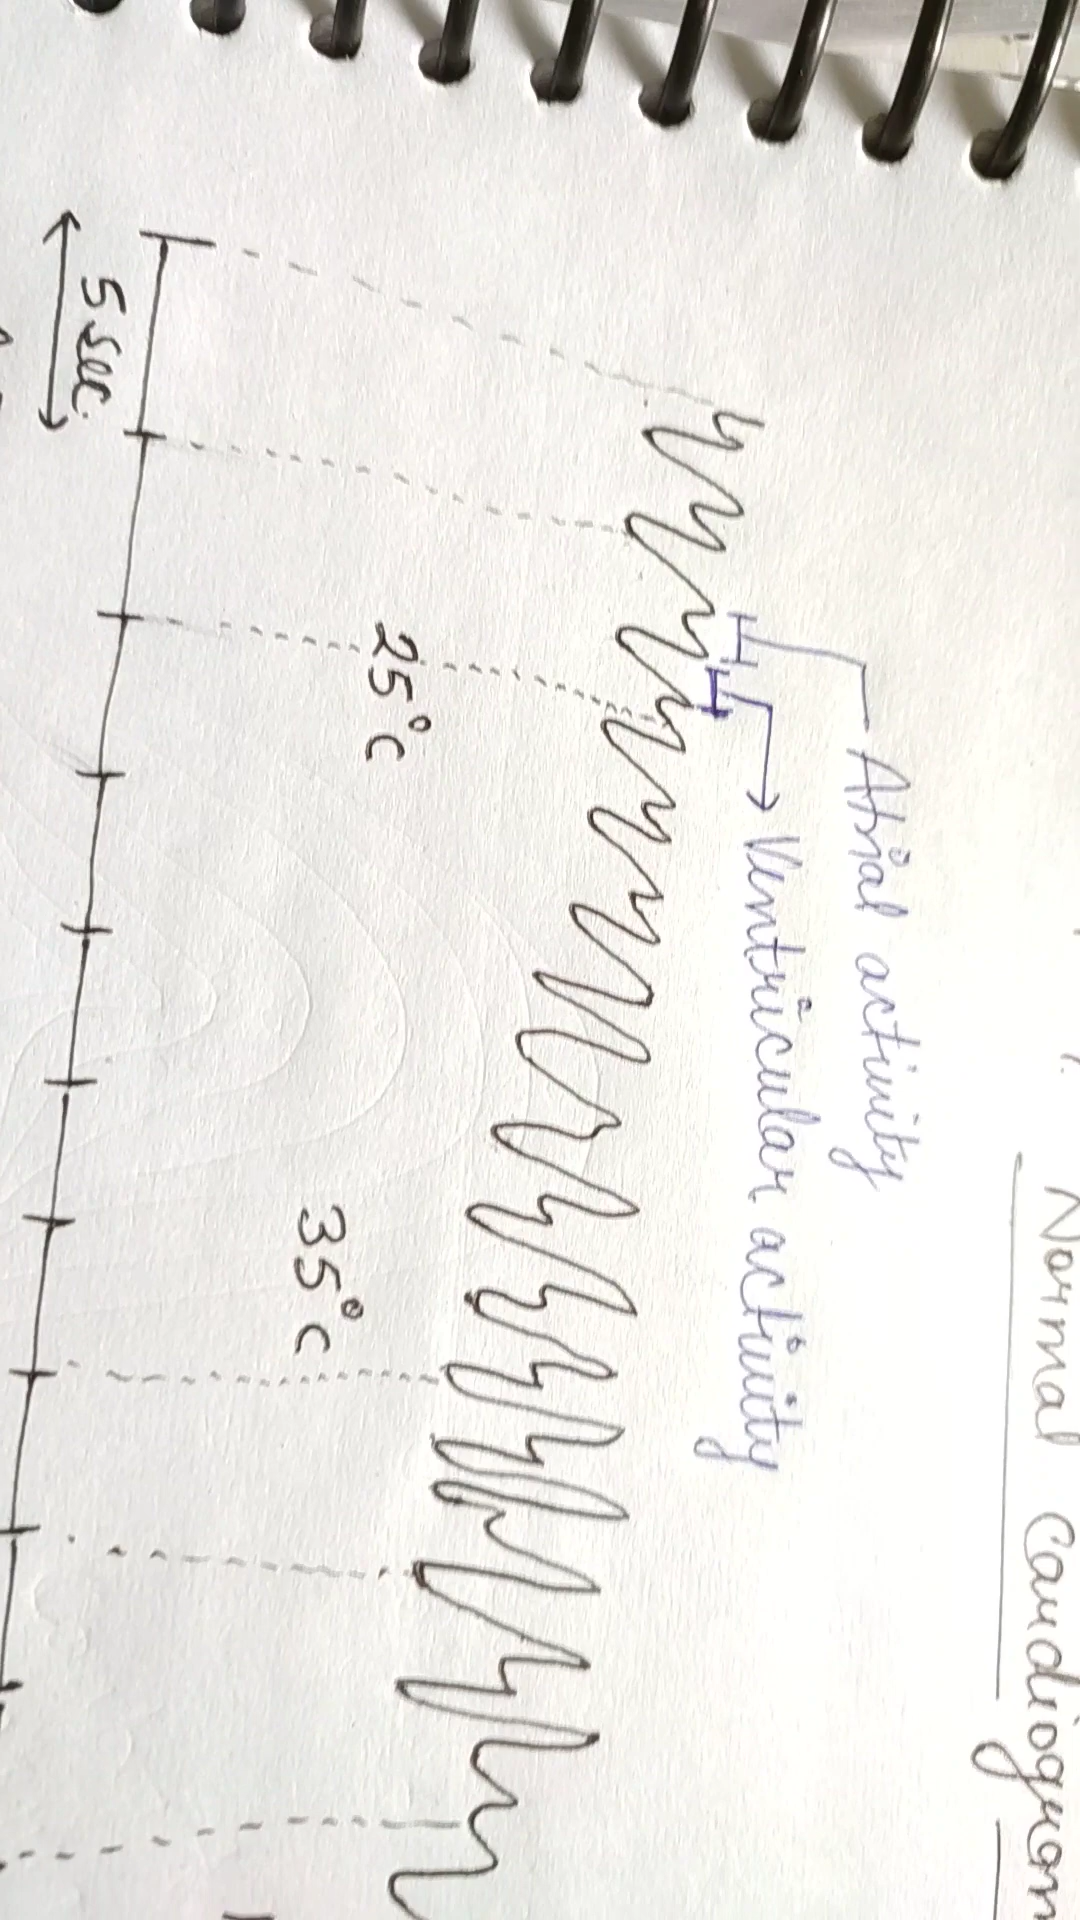 Normal Cardiogram
Atrial activity
Ventricular activity
25°C
35°C
5 sec.